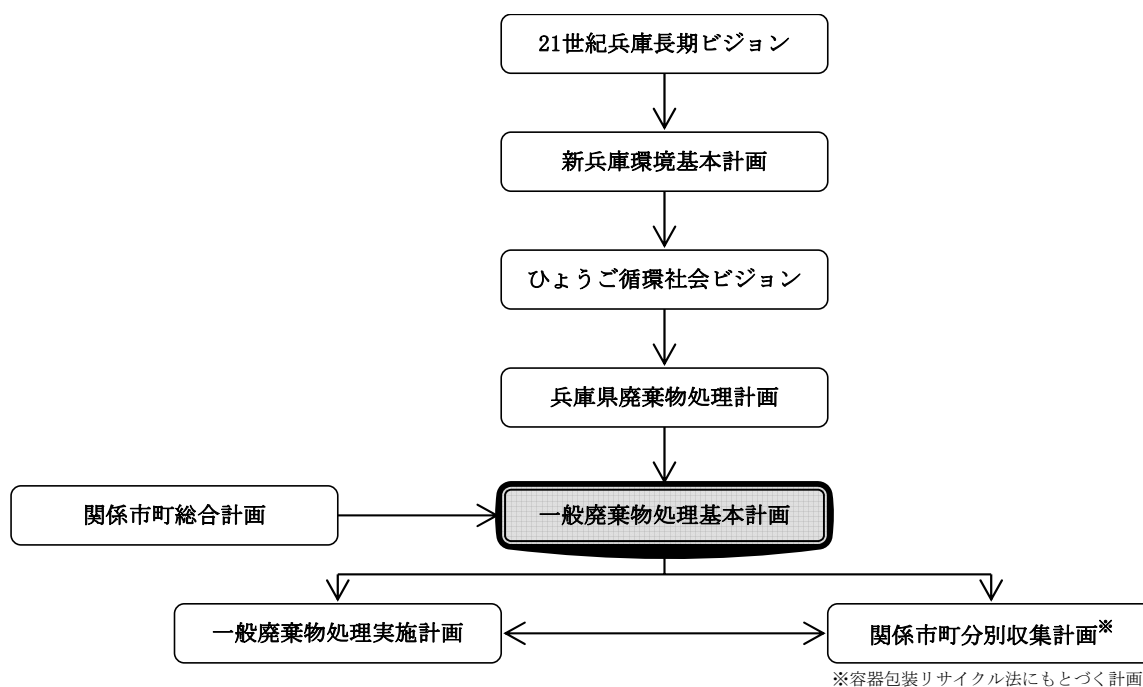 21世紀兵庫長期ビジョン
新兵庫環境基本計画
ひょうご循環社会ビジョン
兵庫県廃棄物処理計画
関係市町総合計画
一般廃棄物処理基本計画
一般廃棄物処理実施計画
関係市町分別収集計画※
※容器包装リサイクル法にもとづく計画